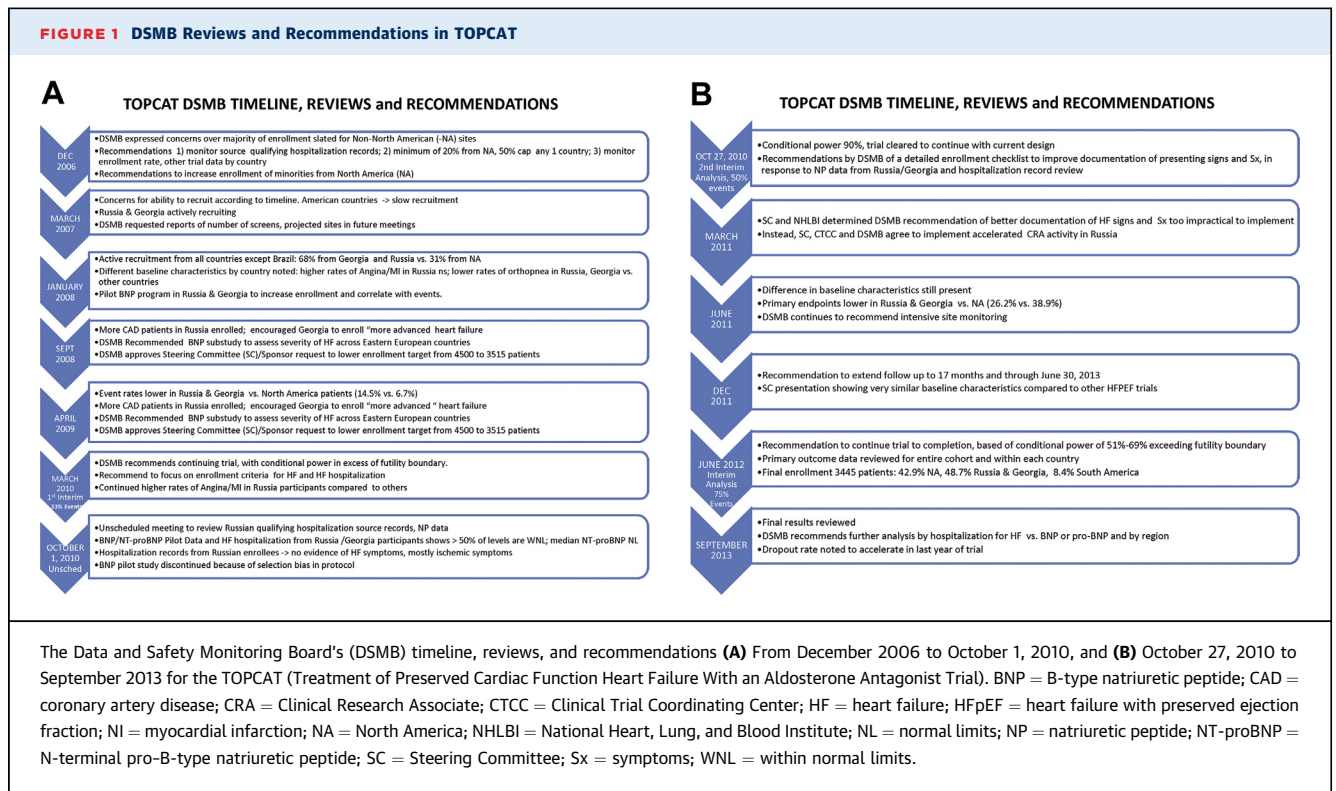 FIGURE 1 DSMB Reviews and Recommendations in TOPCAT
A
TOPCAT DSMB TIMELINE, REVIEWS and RECOMMENDATIONS
DEC
2006
•DSMB expressed concerns over majority of enrollment slated for Non-North American (-NA) sites
•Recommendations 1) monitor source qualifying hospitalization records; 2) minimum of 20% from NA, 50% cap any 1 country; 3) monitor
enrollment rate, other trial data by country
•Recommendations to increase enrollment of minorities from North America (NA)
MARCH
2007
•Concerns for ability to recruit according to timeline. American countries -> slow recruitment
•Russia & Georgia actively recruiting
•DSMB requested reports of number of screens, projected sites in future meetings
JANUARY
2008
•Active recruitment from all countries except Brazil: 68% from Georgia and Russia vs. 31% from NA
•Different baseline characteristics by country noted: higher rates of Angina/MI in Russia ns; lower rates of orthopnea in Russia, Georgia vs.
other countries
•Pilot BNP program in Russia & Georgia to increase enrollment and correlate with events.
SEPT
2008
•More CAD patients in Russia enrolled; encouraged Georgia to enroll "more advanced heart failure
•DSMB Recommended BNP substudy to assess severity of HF across Eastern European countries
•DSMB approves Steering Committee (SC)/Sponsor request to lower enrollment target from 4500 to 3515 patients
APRIL
2009
•Event rates lower in Russia & Georgia vs. North America patients (14.5% vs. 6.7%)
•More CAD patients in Russia enrolled; encouraged Georgia to enroll "more advanced " heart failure
•DSMB Recommended BNP substudy to assess severity of HF across Eastern European countries
•DSMB approves Steering Committee (SC)/Sponsor request to lower enrollment target from 4500 to 3515 patients
MARCH
2010
1st Interim
33% Events
•DSMB recommends continuing trial, with conditional power in excess of futility boundary.
•Recommend to focus on enrollment criteria for HF and HF hospitalization
•Continued higher rates of Angina/MI in Russia participants compared to others
OCTOBER
1, 2010
Unsched
•Unscheduled meeting to review Russian qualifying hospitalization source records, NP data
•BNP/NT-proBNP Pilot Data and HF hospitalization from Russia /Georgia participants shows > 50% of levels are WNL; median NT-proBNP NL
•Hospitalization records from Russian enrollees -> no evidence of HF symptoms, mostly ischemic symptoms
•BNP pilot study discontinued because of selection bias in protocol
B
TOPCAT DSMB TIMELINE, REVIEWS and RECOMMENDATIONS
OCT 27, 2010
2nd Interim
Analysis, 50%
events
•Conditional power 90%, trial cleared to continue with current design
•Recommendations by DSMB of a detailed enrollment checklist to improve documentation of presenting signs and Sx, in
response to NP data from Russia/Georgia and hospitalization record review
MARCH
2011
•SC and NHLBI determined DSMB recommendation of better documentation of HF signs and Sx too impractical to implement
•Instead, SC, CTCC and DSMB agree to implement accelerated CRA activity in Russia
JUNE
2011
•Difference in baseline characteristics still present
•Primary endpoints lower in Russia & Georgia vs. NA (26.2% vs. 38.9%)
•DSMB continues to recommend intensive site monitoring
DEC
2011
•Recommendation to extend follow up to 17 months and through June 30, 2013
•SC presentation showing very similar baseline characteristics compared to other HFPEF trials
JUNE 2012
Interim
Analysis
75%
Events
•Recommendation to continue trial to completion, based of conditional power of 51%-69% exceeding futility boundary
•Primary outcome data reviewed for entire cohort and within each country
•Final enrollment 3445 patients: 42.9% NA, 48.7% Russia & Georgia, 8.4% South America
SEPTEMBER
2013
•Final results reviewed
•DSMB recommends further analysis by hospitalization for HF vs. BNP or pro-BNP and by region
•Dropout rate noted to accelerate in last year of trial
The Data and Safety Monitoring Board's (DSMB) timeline, reviews, and recommendations (A) From December 2006 to October 1, 2010, and (B) October 27, 2010 to
September 2013 for the TOPCAT (Treatment of Preserved Cardiac Function Heart Failure With an Aldosterone Antagonist Trial). BNP = B-type natriuretic peptide; CAD =
coronary artery disease; CRA = Clinical Research Associate; CTCC = Clinical Trial Coordinating Center; HF = heart failure; HFpEF = heart failure with preserved ejection
fraction; NI = myocardial infarction; NA = North America; NHLBI = National Heart, Lung, and Blood Institute; NL = normal limits; NP = natriuretic peptide; NT-proBNP =
N-terminal pro-B-type natriuretic peptide; SC = Steering Committee; Sx = symptoms; WNL = within normal limits.